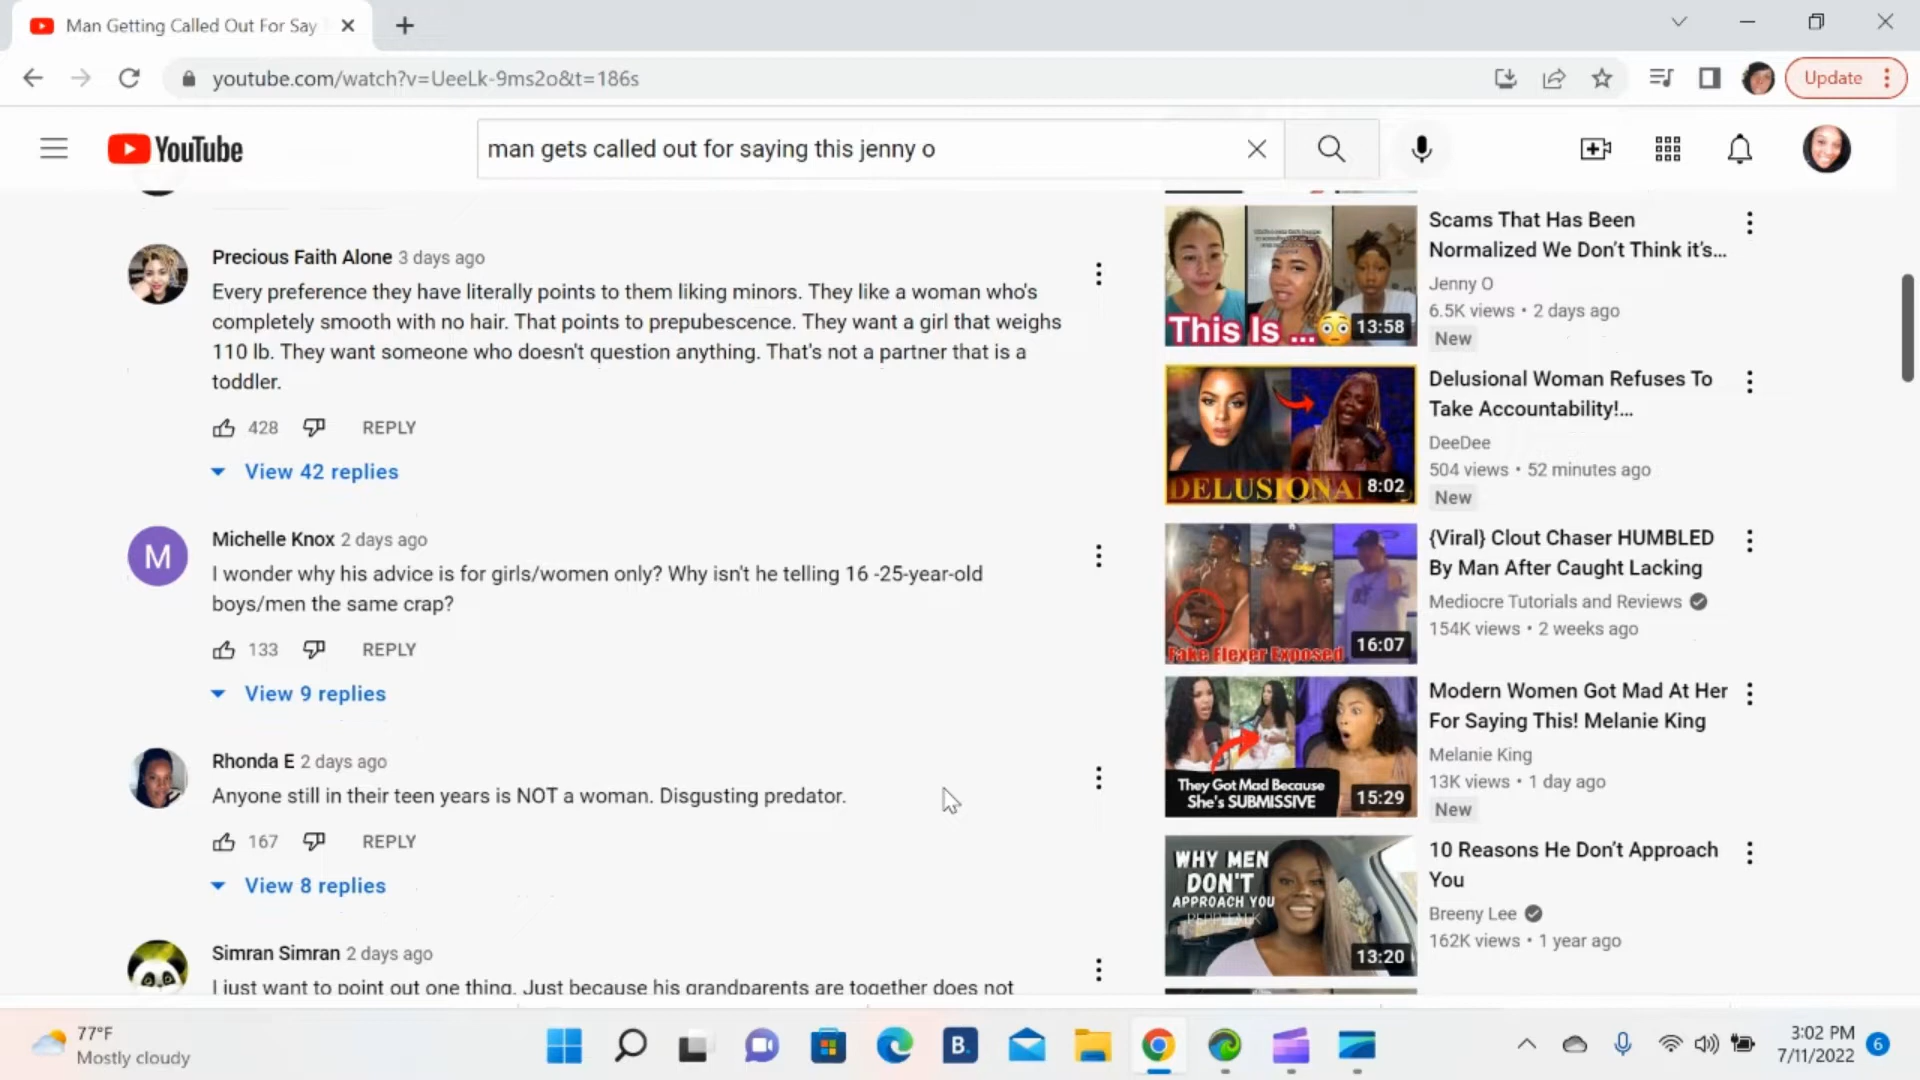 Man Getting Called Out For Say
youtube.com/watch?v=UeeLk-9ms2o&t=186s
Update
YouTube
man gets called out for saying this jenny o
Precious Faith Alone 3 days ago
Every preference they have literally points to them liking minors. They like a woman who's
completely smooth with no hair. That points to prepubescence. They want a girl that weighs
110 lb. They want someone who doesn't question anything. That's not a partner that is a
toddler.
428 REPLY
View 42 replies
M
Michelle Knox 2 days ago
I wonder why his advice is for girls/women only? Why isn't he telling 16 -25-year-old
boys/men the same crap?
133 REPLY
View 9 replies
Rhonda E 2 days ago
Anyone still in their teen years is NOT a woman. Disgusting predator.
167 REPLY
View 8 replies
Simran Simran 2 days ago
I just want to point out one thing. Just because his grandparents are together does not
This Is ...
13:58
Scams That Has Been
Normalized We Don't Think it's...
Jenny O
6.5K views • 2 days ago
New
DELUSIONA
8:02
Delusional Woman Refuses To
Take Accountability!...
DeeDee
504 views • 52 minutes ago
New
Fake Flexer Exposed
16:07
{Viral} Clout Chaser HUMBLED
By Man After Caught Lacking
Mediocre Tutorials and Reviews
154K views • 2 weeks ago
They Got Mad Because
She's SUBMISSIVE
15:29
Modern Women Got Mad At Her
For Saying This! Melanie King
Melanie King
13K views • 1 day ago
New
WHY MEN
DON'T
APPROACH YOU
13:20
10 Reasons He Don't Approach
You
Breeny Lee
162K views • 1 year ago
77°F
Mostly cloudy
B.
3:02 PM
7/11/2022
6